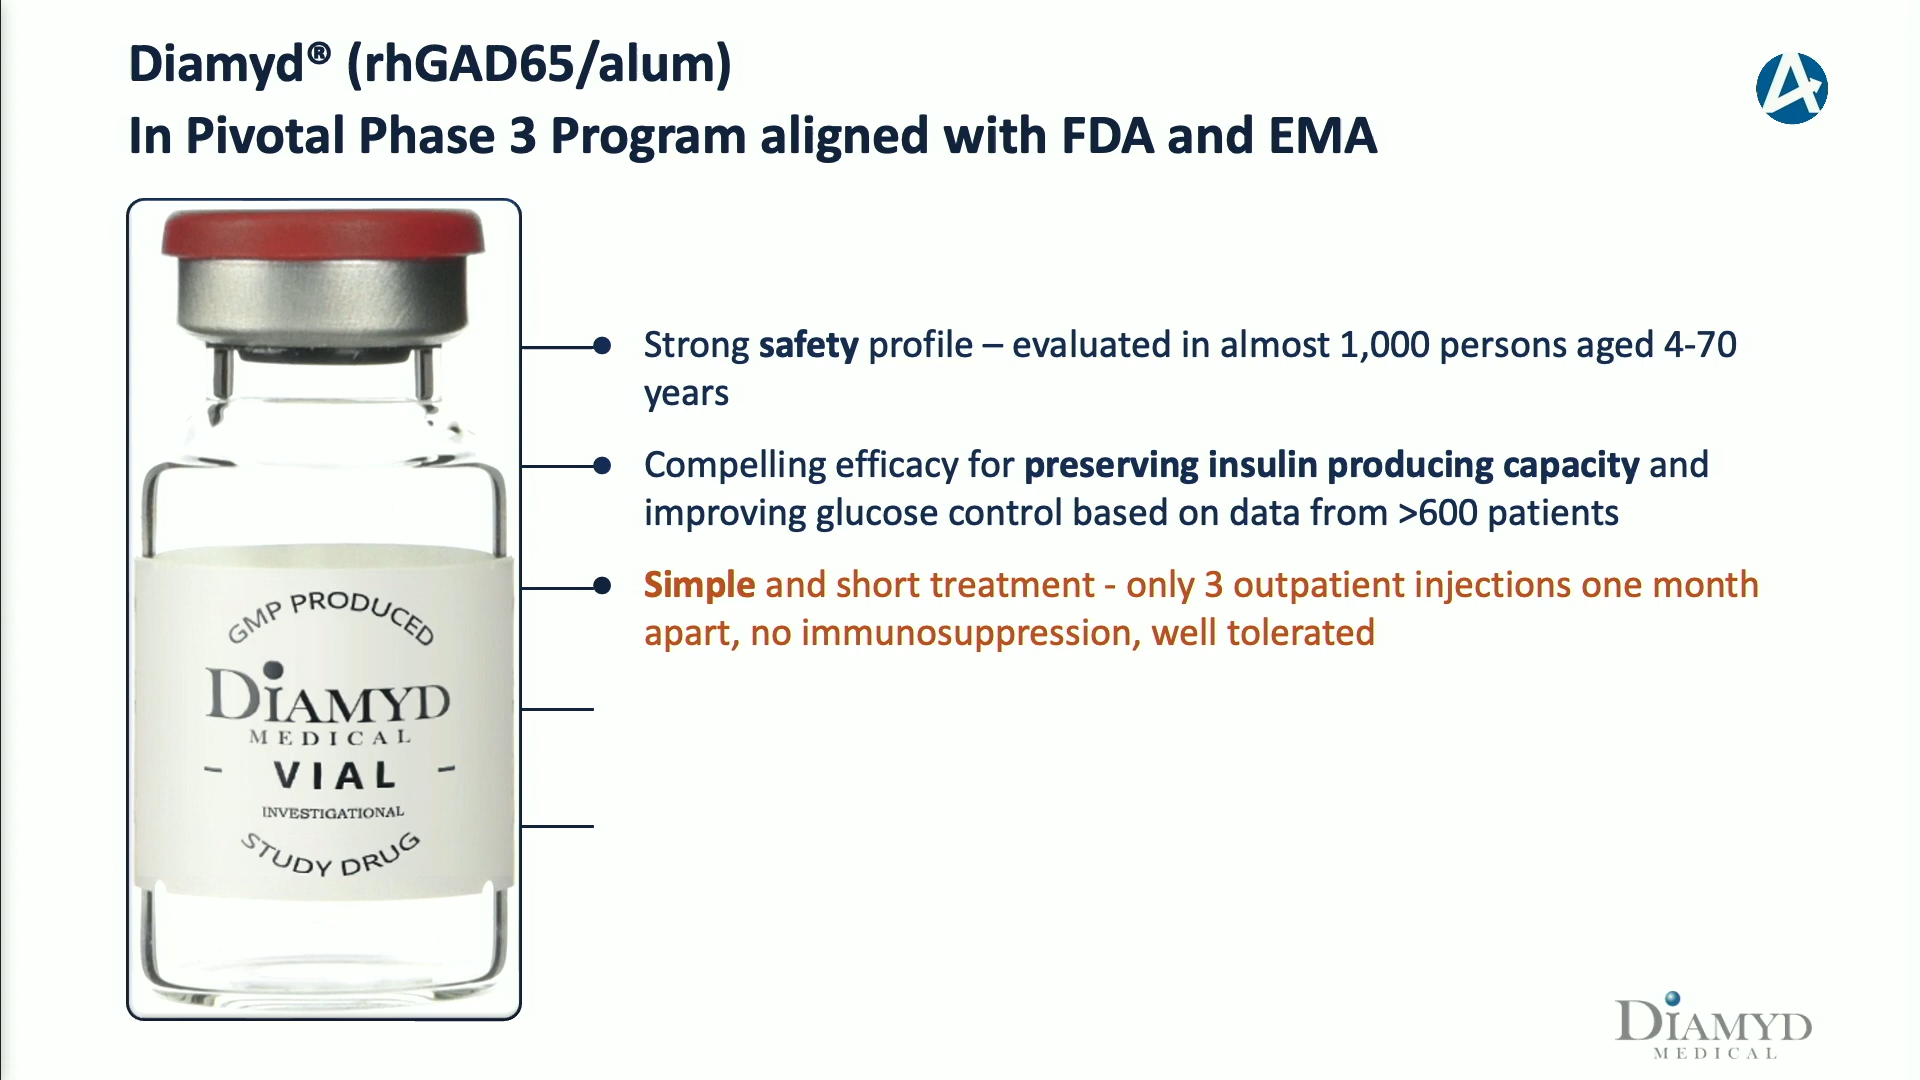 Diamyd® (rhGAD65/alum)
In Pivotal Phase 3 Program aligned with FDA and EMA
Strong safety profile – evaluated in almost 1,000 persons aged 4-70
years
Compelling efficacy for preserving insulin producing capacity and
improving glucose control based on data from >600 patients
Simple and short treatment - only 3 outpatient injections one month
apart, no immunosuppression, well tolerated
GMP PRODUCED
DIAMYD
MEDICAL
- VIAL -
INVESTIGATIONAL
STUDY DRUG
DIAMYD
MEDICAL